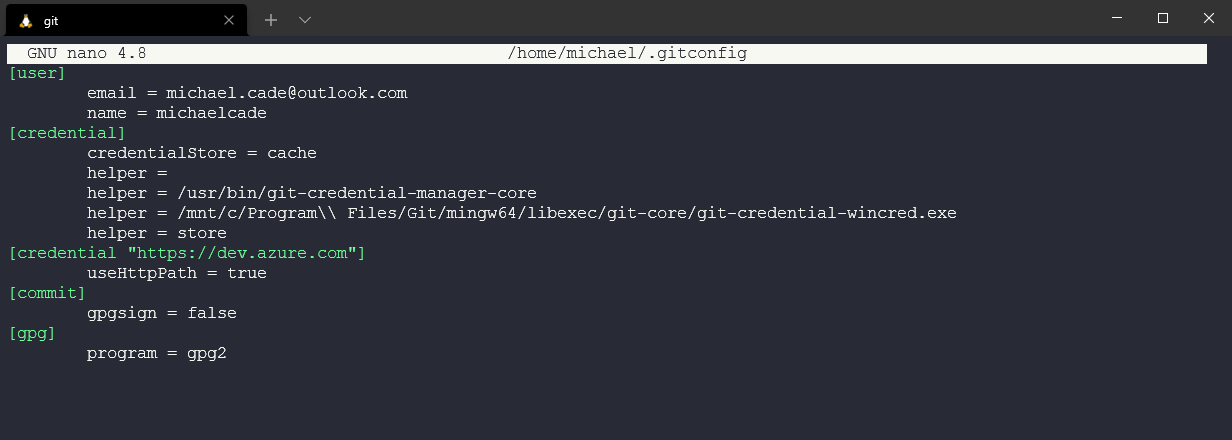 git
GNU nano 4.8 /home/michael/.gitconfig
[user]
email = michael.cade@outlook.com
name = michaelcade
[credential]
credentialStore = cache
helper =
helper = /usr/bin/git-credential-manager-core
helper = /mnt/c/Program\\ Files/Git/mingw64/libexec/git-core/git-credential-wincred.exe
helper = store
[credential "https://dev.azure.com"]
useHttpPath = true
[commit]
gpgsign = false
[gpg]
program = gpg2